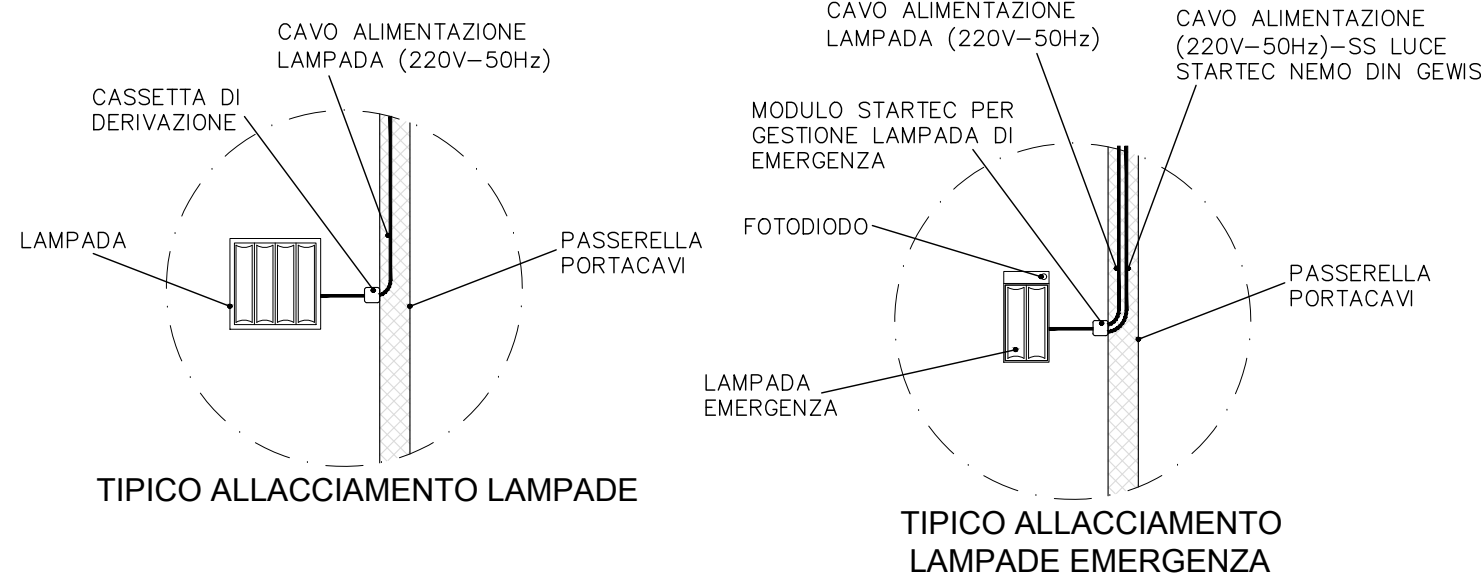 CAVO ALIMENTAZIONE
LAMPADA (220V-50Hz)
CASSETTA DI
DERIVAZIONE
LAMPADA
PASSERELLA
PORTACAVI
TIPICO ALLACCIAMENTO LAMPADE
CAVO ALIMENTAZIONE
LAMPADA (220V-50Hz)
CAVO ALIMENTAZIONE
(220V-50Hz)-SS LUCE
STARTEC NEMO DIN GEWIS
MODULO STARTEC PER
GESTIONE LAMPADA DI
EMERGENZA
FOTODIODO
PASSERELLA
PORTACAVI
LAMPADA
EMERGENZA
TIPICO ALLACCIAMENTO
LAMPADE EMERGENZA